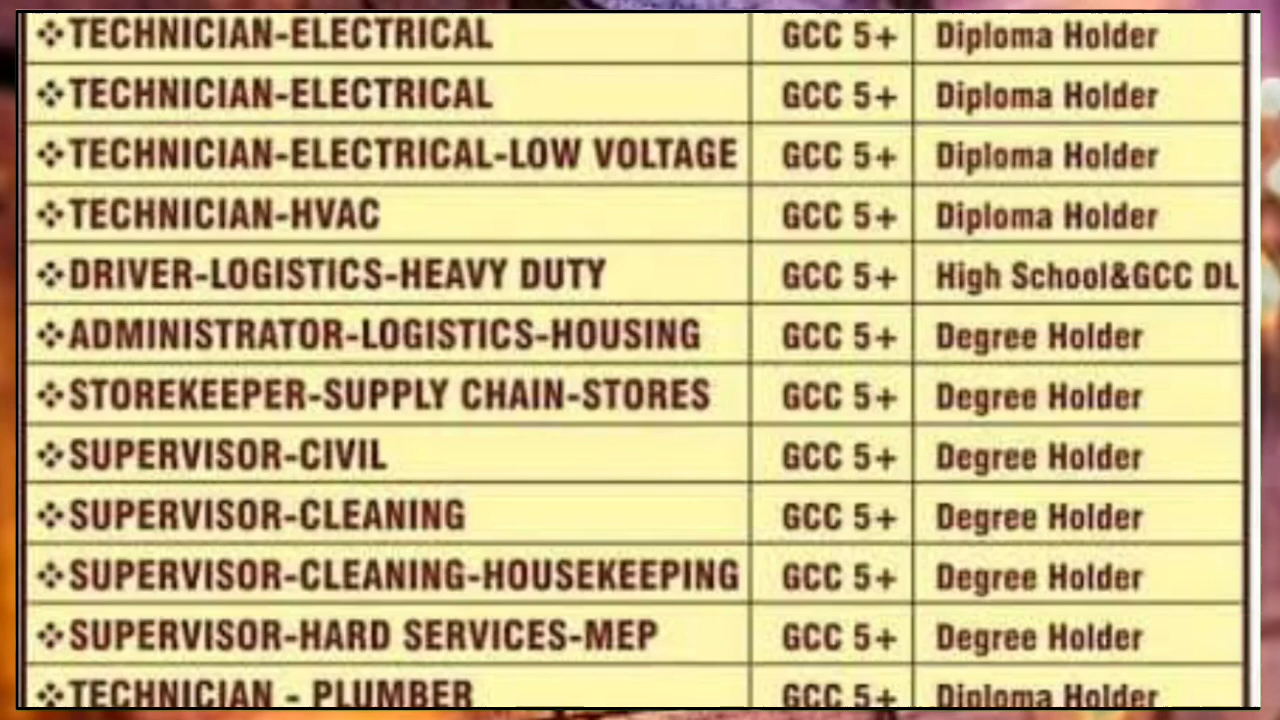 ❖TECHNICIAN-ELECTRICAL GCC 5+ Diploma Holder
❖TECHNICIAN-ELECTRICAL GCC 5+ Diploma Holder
❖TECHNICIAN-ELECTRICAL-LOW VOLTAGE GCC 5+ Diploma Holder
❖TECHNICIAN-HVAC GCC 5+ Diploma Holder
❖DRIVER-LOGISTICS-HEAVY DUTY GCC 5+ High School&GCC DL
❖ADMINISTRATOR-LOGISTICS-HOUSING GCC 5+ Degree Holder
❖STOREKEEPER-SUPPLY CHAIN-STORES GCC 5+ Degree Holder
❖SUPERVISOR-CIVIL GCC 5+ Degree Holder
❖SUPERVISOR-CLEANING GCC 5+ Degree Holder
❖SUPERVISOR-CLEANING-HOUSEKEEPING GCC 5+ Degree Holder
❖SUPERVISOR-HARD SERVICES-MEP GCC 5+ Degree Holder
❖TECHNICIAN - PLUMBER GCC 5+ Diploma Holder